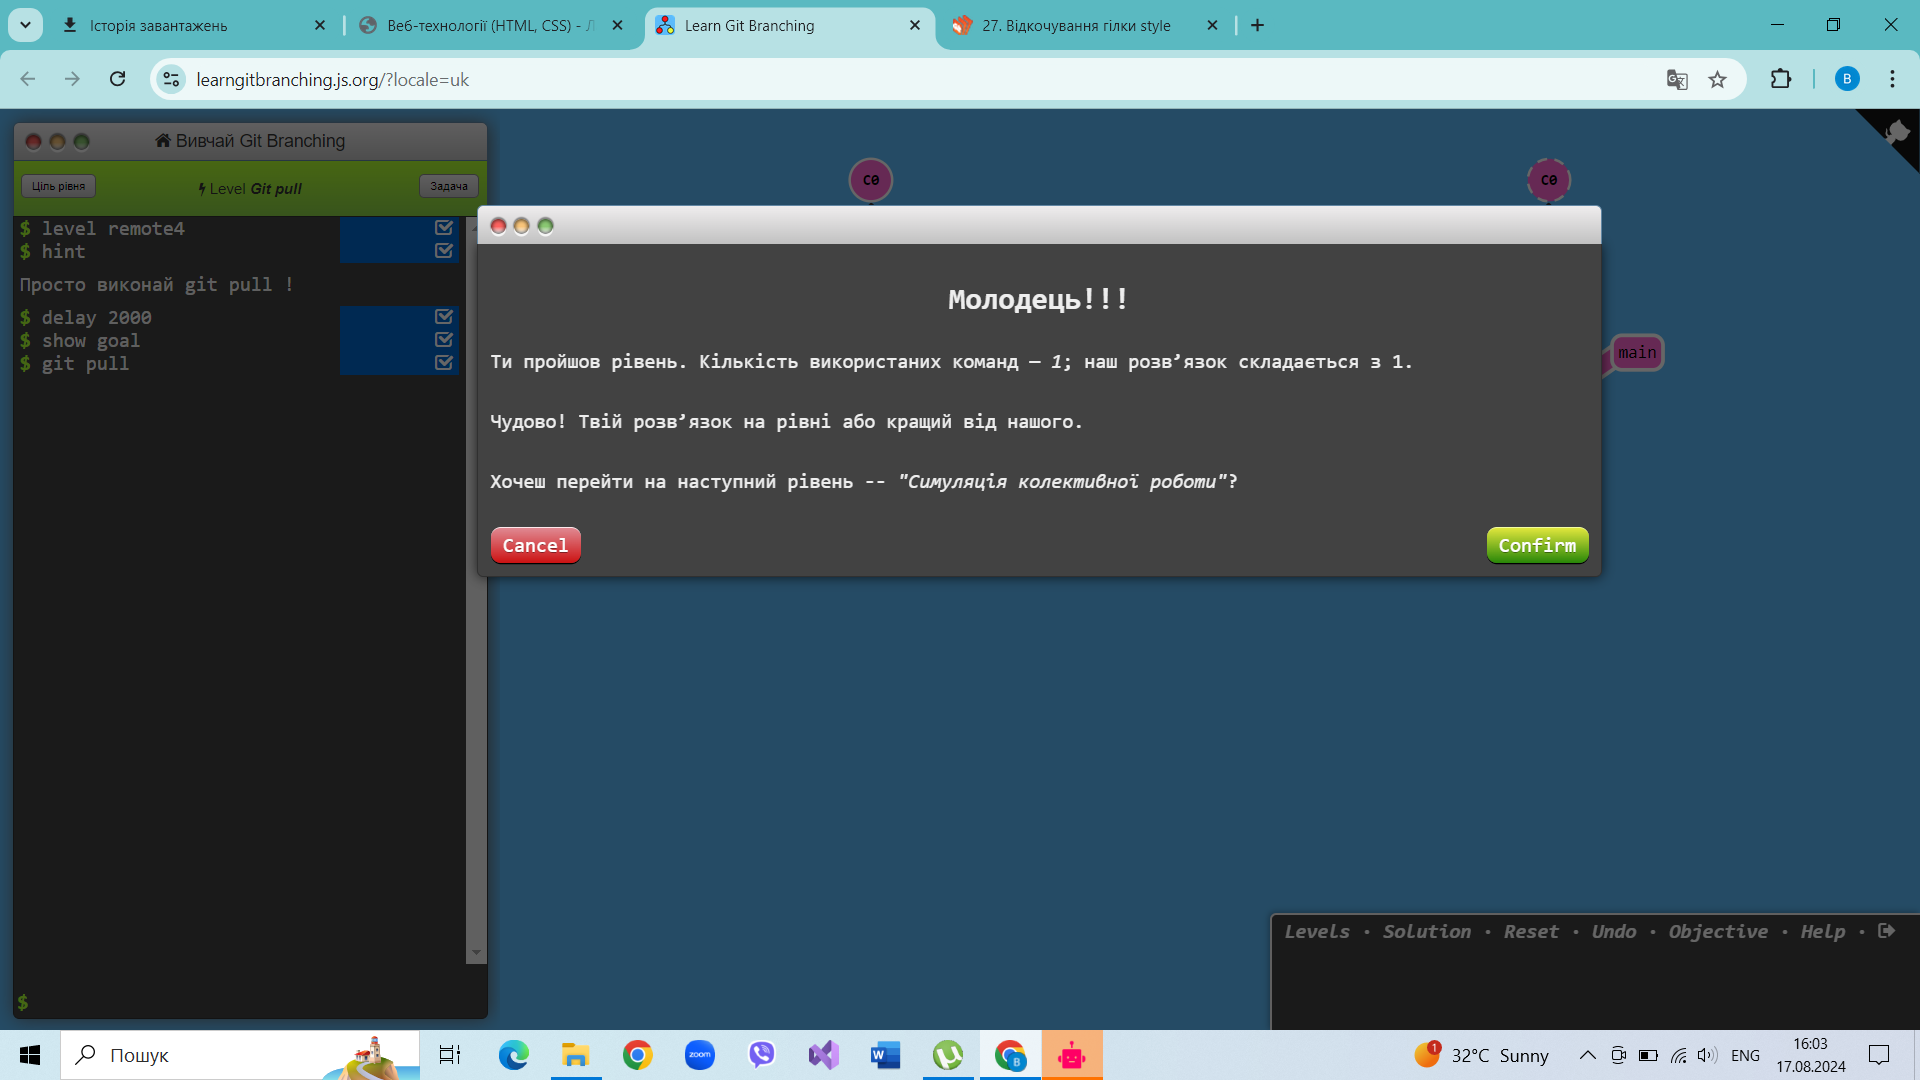 Історія завантажень
Веб-технології (HTML, CSS) - Л
Learn Git Branching
27. Відкочування гілки style
learngitbranching.js.org/?locale=uk
B
Вивчай Git Branching
Ціль рівня
Level Git pull
Задача
$ level remote4
$ hint
Просто виконай git pull !
$ delay 2000
$ show goal
$ git pull
$
C0
C0
main
Молодець!!!
Ти пройшов рівень. Кількість використаних команд – 1; наш розв’язок складається з 1.
Чудово! Твій розв’язок на рівні або кращий від нашого.
Хочеш перейти на наступний рівень -- "Симуляція колективної роботи"?
Cancel
Confirm
Levels · Solution · Reset · Undo · Objective · Help ·
Пошук
zoom
W
B
1
32°C Sunny
ENG
16:03
17.08.2024